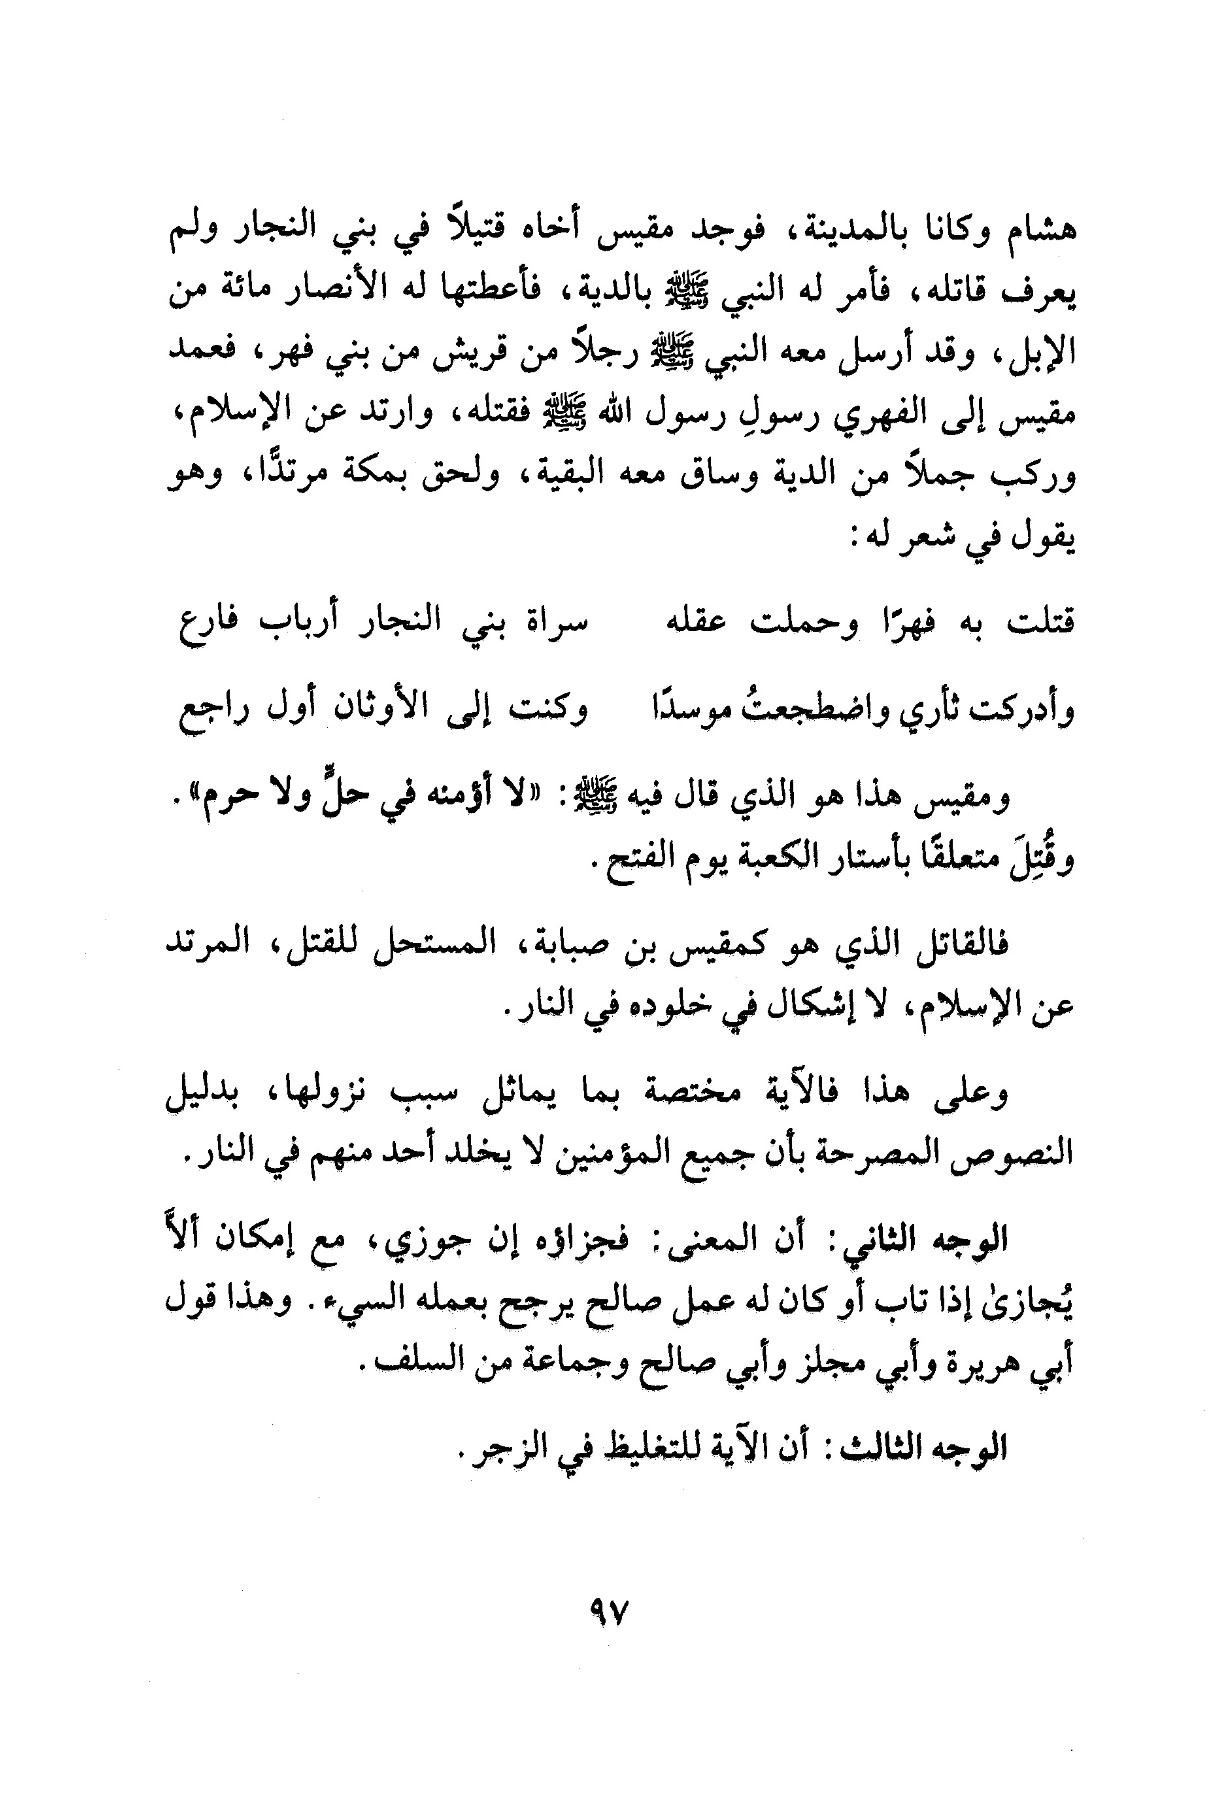 هشام وكانا بالمدينة، فوجد مقيس أخاه قتيلاً في بني النجار ولم
يعرف قاتله، فأمر له النبي ﷺ بالدية، فأعطتها له الأنصار مائة من
الإبل، وقد أرسل معه النبي ﷺ رجلاً من قريش من بني فهر، فعمد
مقيس إلى الفهري رسولِ رسول الله ﷺ فقتله، وارتد عن الإسلام،
وركب جملاً من الدية وساق معه البقية، ولحق بمكة مرتدًّا، وهو
يقول في شعر له:
قتلت به فهرًا وحملت عقله سراة بني النجار أرباب فارع
وأدركت ثأري واضطجعتُ موسدًا وكنت إلى الأوثان أول راجع
ومقيس هذا هو الذي قال فيه ﷺ: «لا أؤمنه في حلٍّ ولا حرم».
وقُتِلَ متعلقًا بأستار الكعبة يوم الفتح.
فالقاتل الذي هو كمقيس بن صبابة، المستحل للقتل، المرتد
عن الإسلام، لا إشكال في خلوده في النار.
وعلى هذا فالآية مختصة بما يماثل سبب نزولها، بدليل
النصوص المصرحة بأن جميع المؤمنين لا يخلد أحد منهم في النار.
الوجه الثاني: أن المعنى: فجزاؤه إن جوزي، مع إمكان ألاَّ
يُجازىٰ إذا تاب أو كان له عمل صالح يرجح بعمله السيء. وهذا قول
أبي هريرة وأبي مجلز وأبي صالح وجماعة من السلف.
الوجه الثالث: أن الآية للتغليظ في الزجر.
٩٧